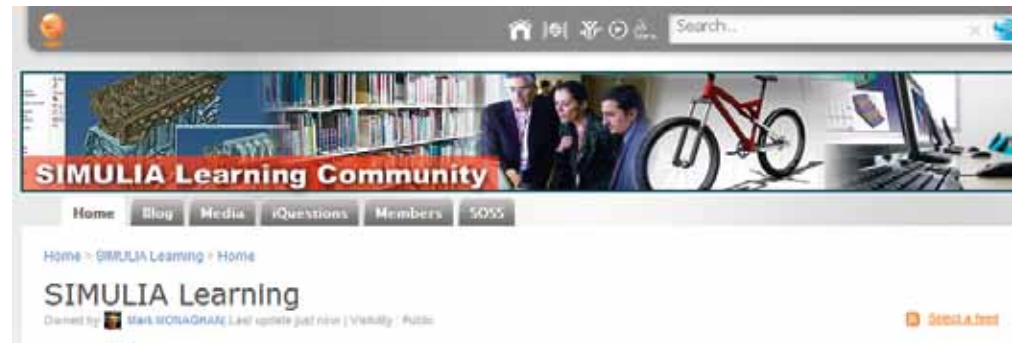 Search...
SIMULIA Learning Community
Home Blog Media iQuestions Members SOSS
Home > SIMULIA Learning > Home
SIMULIA Learning
Owned by Mark MONAGHAN, Last update just now | Visibility : Public
Select a feed